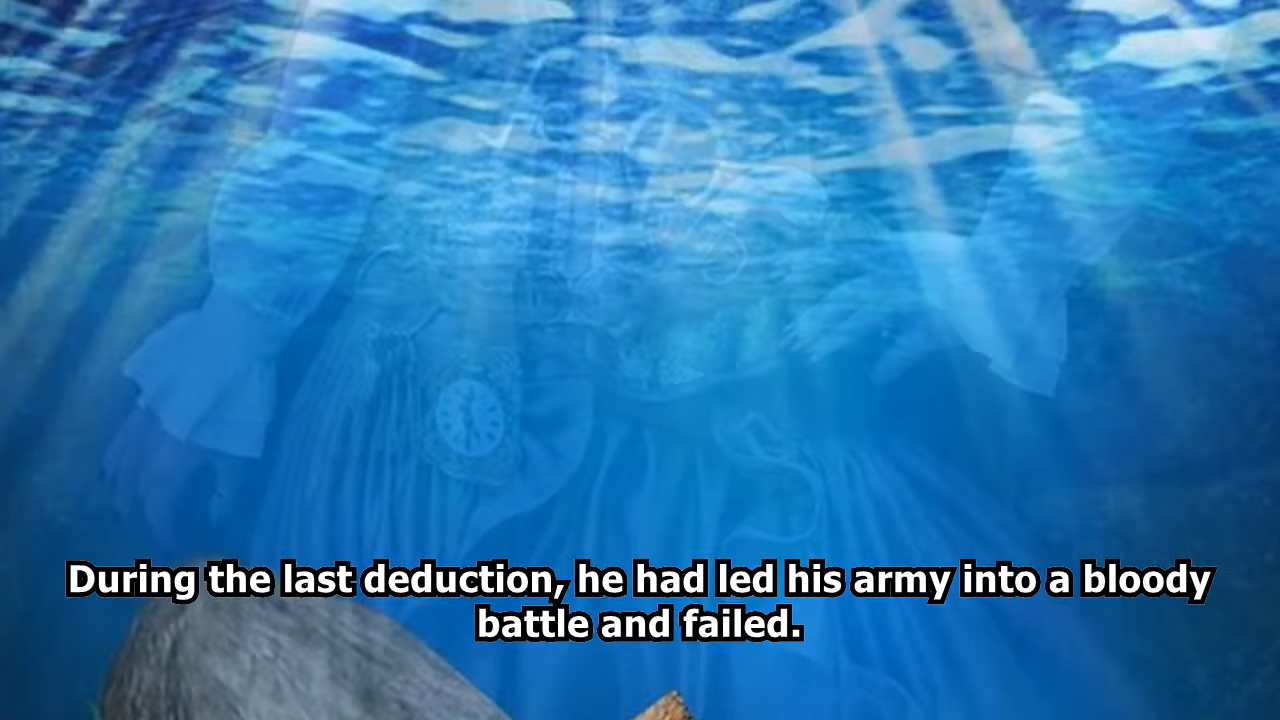 During the last deduction, he had led his army into a bloody
battle and failed.